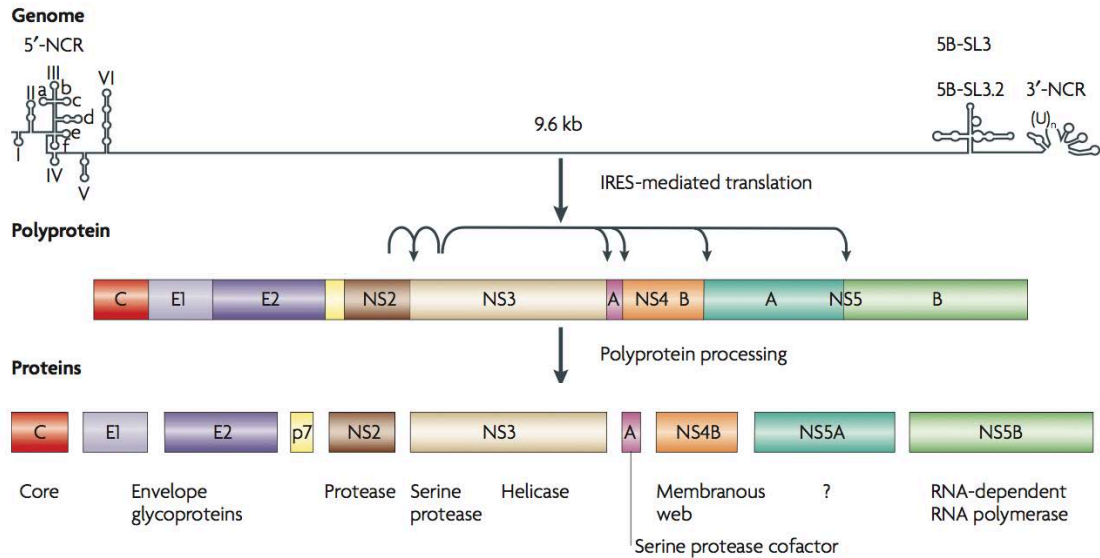 Genome
5′-NCR
5B-SL3
III
VI
II
a
b
c
5B-SL3.2
3′-NCR
d
(U)n
V
9.6 kb
e
I
f
IV
V
IRES-mediated translation
Polyprotein
C E1 E2 NS2 NS3 A NS4 B A NS5 B
Polyprotein processing
Proteins
C E1 E2 p7 NS2 NS3 A NS4B NS5A NS5B
Core Envelope Protease Serine Helicase Membranous ? RNA-dependent
glycoproteins protease web RNA polymerase
Serine protease cofactor